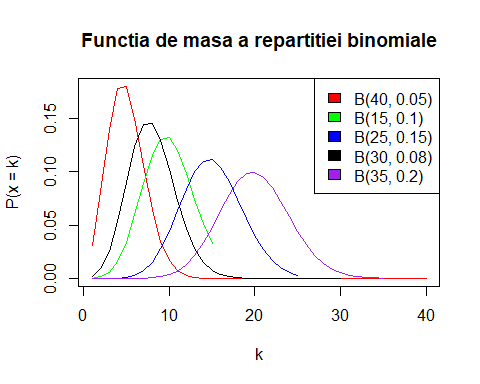 Functia de masa a repartitiei binomiale
P(x = k)
0.15
0.10
0.05
0.00
B(40, 0.05)
B(15, 0.1)
B(25, 0.15)
B(30, 0.08)
B(35, 0.2)
0 10 20 30 40
k